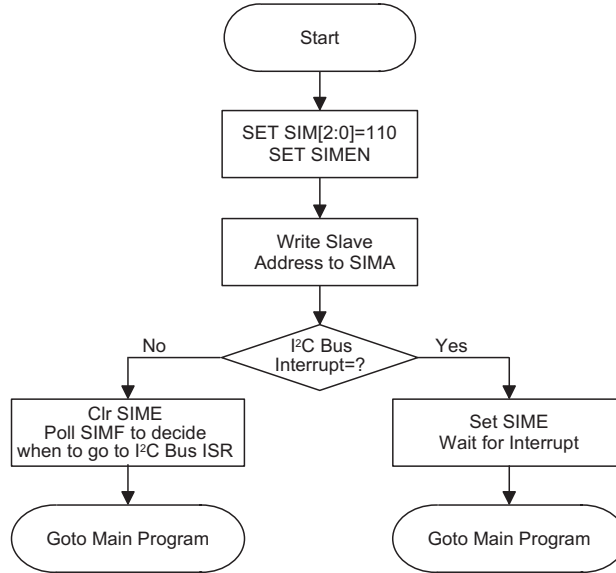 Start
SET SIM[2:0]=110
SET SIMEN
Write Slave
Address to SIMA
I²C Bus
Interrupt=?
No
Yes
Clr SIME
Poll SIMF to decide
when to go to I²C Bus ISR
Set SIME
Wait for Interrupt
Goto Main Program
Goto Main Program